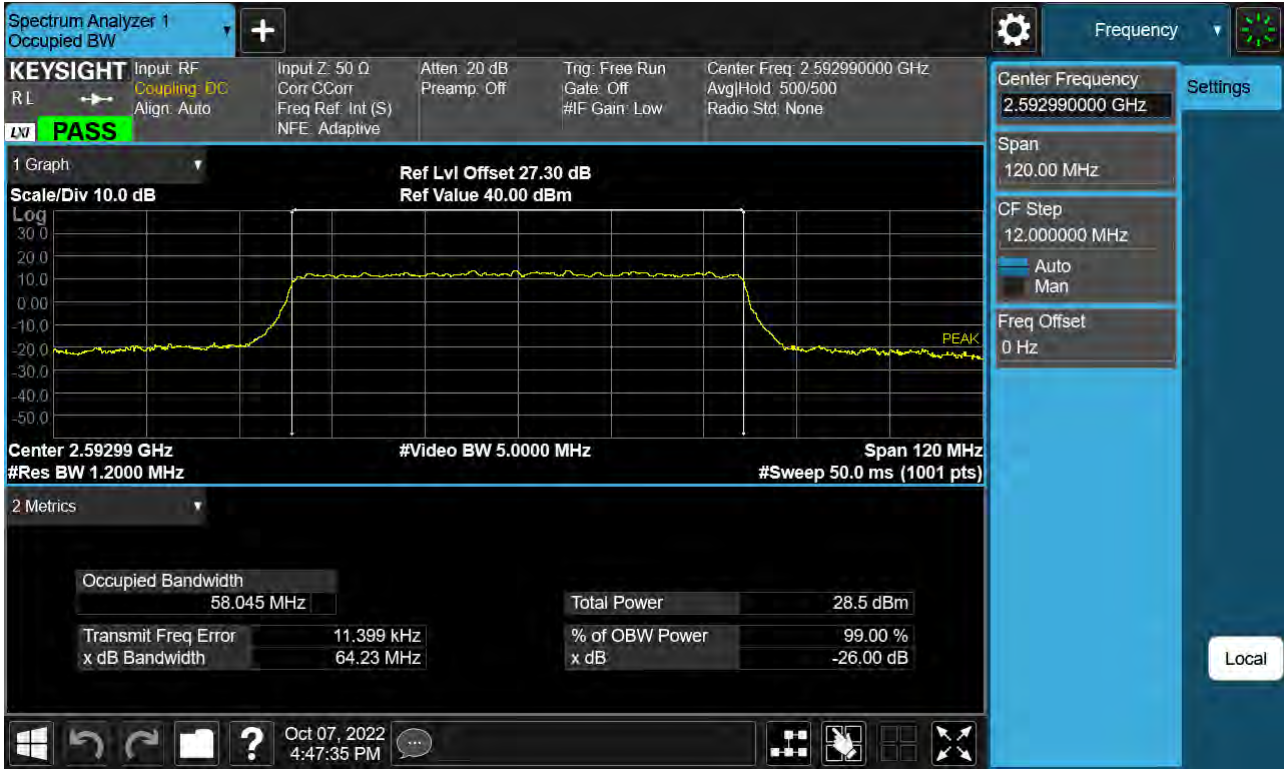 Spectrum Analyzer 1
Occupied BW
+
Frequency
KEYSIGHT
R L
LXI
PASS
Input: RF
Coupling: DC
Align: Auto
Input Z: 50 Ω
Corr CCorr
Freq Ref: Int (S)
NFE: Adaptive
Atten: 20 dB
Preamp: Off
Trig: Free Run
Gate: Off
#IF Gain: Low
Center Freq: 2.592990000 GHz
Avg|Hold: 500/500
Radio Std: None
Center Frequency
2.592990000 GHz
Settings
Span
120.00 MHz
CF Step
12.000000 MHz
Auto
Man
Freq Offset
0 Hz
Local
1 Graph
Scale/Div 10.0 dB
Ref Lvl Offset 27.30 dB
Ref Value 40.00 dBm
Log
30.0
20.0
10.0
0.00
-10.0
-20.0
-30.0
-40.0
-50.0
PEAK
Center 2.59299 GHz
#Video BW 5.0000 MHz
Span 120 MHz
#Res BW 1.2000 MHz
#Sweep 50.0 ms (1001 pts)
2 Metrics
Occupied Bandwidth
58.045 MHz
Total Power 28.5 dBm
Transmit Freq Error 11.399 kHz
% of OBW Power 99.00 %
x dB Bandwidth 64.23 MHz
x dB -26.00 dB
?
Oct 07, 2022
4:47:35 PM